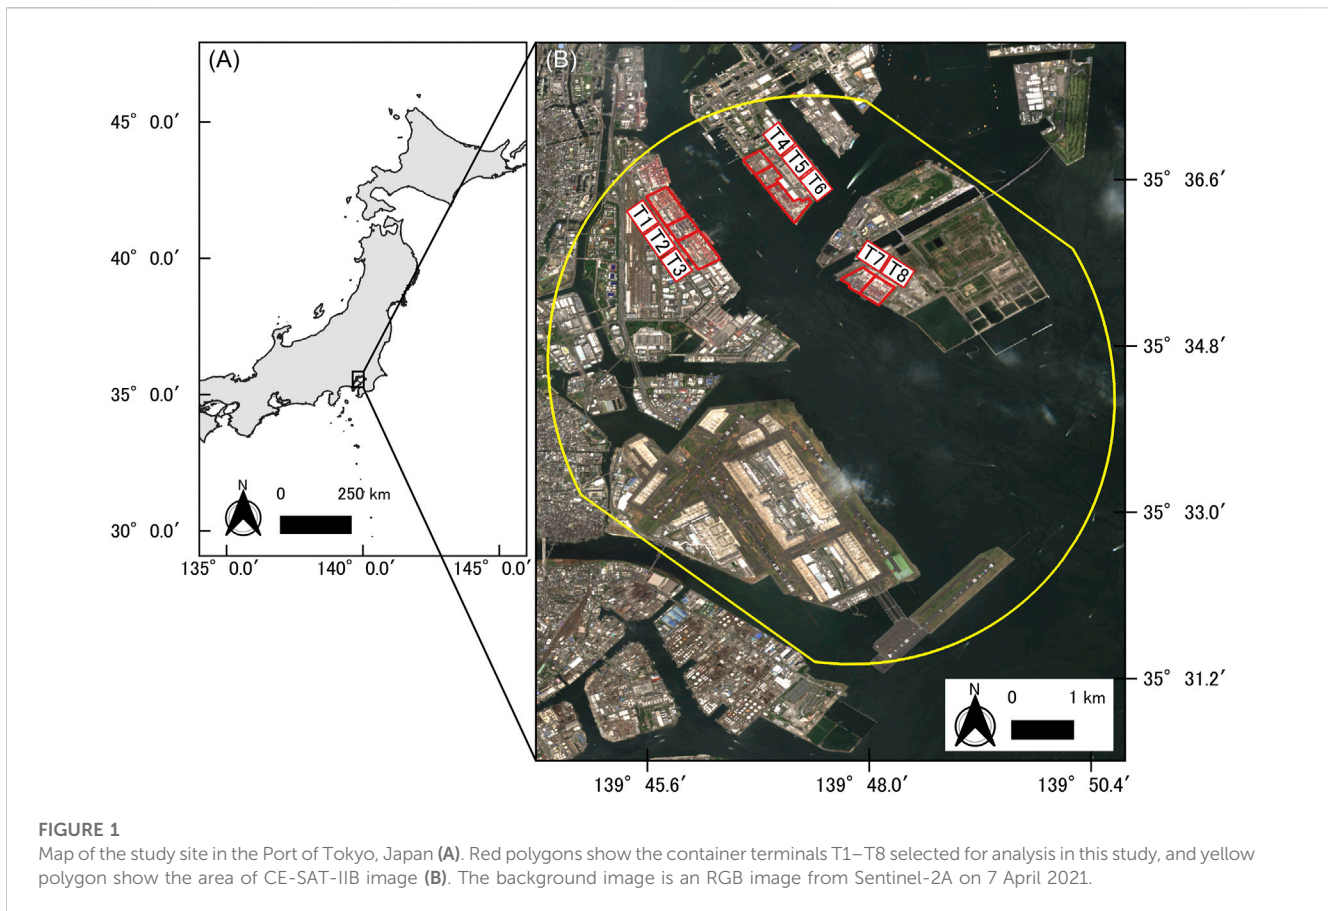 (A)
45° 0.0′
40° 0.0′
35° 0.0′
30° 0.0′
135° 0.0′
140° 0.0′
145° 0.0′
N
0 250 km
(B)
T1
T2
T3
T4
T5
T6
T7
T8
35° 36.6′
35° 34.8′
35° 33.0′
35° 31.2′
139° 45.6′
139° 48.0′
139° 50.4′
N
0 1 km
FIGURE 1
Map of the study site in the Port of Tokyo, Japan (A). Red polygons show the container terminals T1–T8 selected for analysis in this study, and yellow
polygon show the area of CE-SAT-IIB image (B). The background image is an RGB image from Sentinel-2A on 7 April 2021.